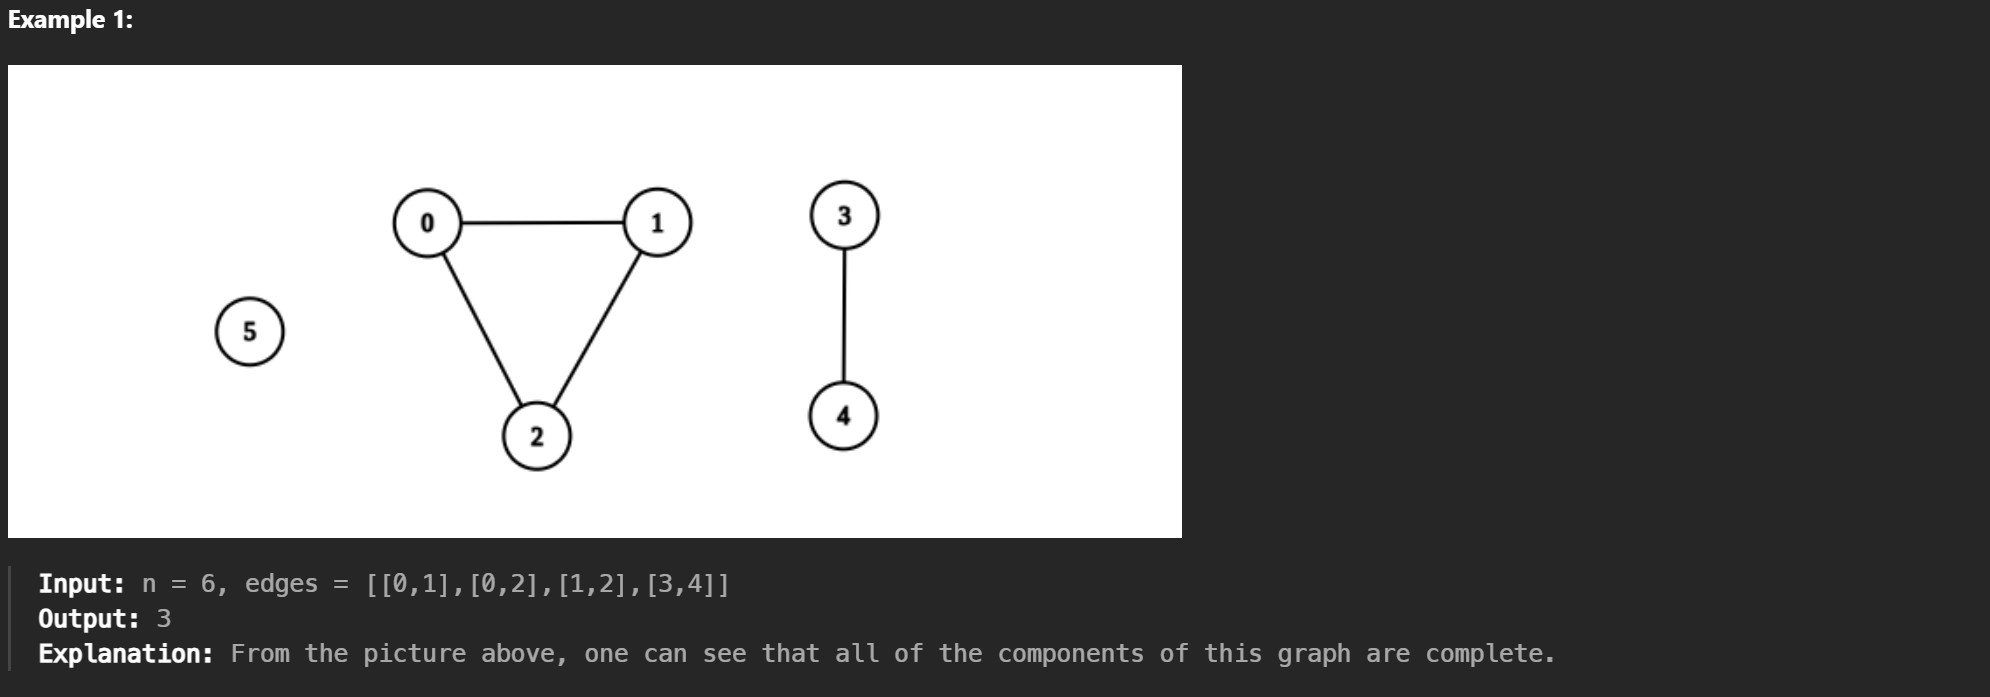 Example 1:
0
1
3
5
4
2
Input: n = 6, edges = [[0,1],[0,2],[1,2],[3,4]]
Output: 3
Explanation: From the picture above, one can see that all of the components of this graph are complete.